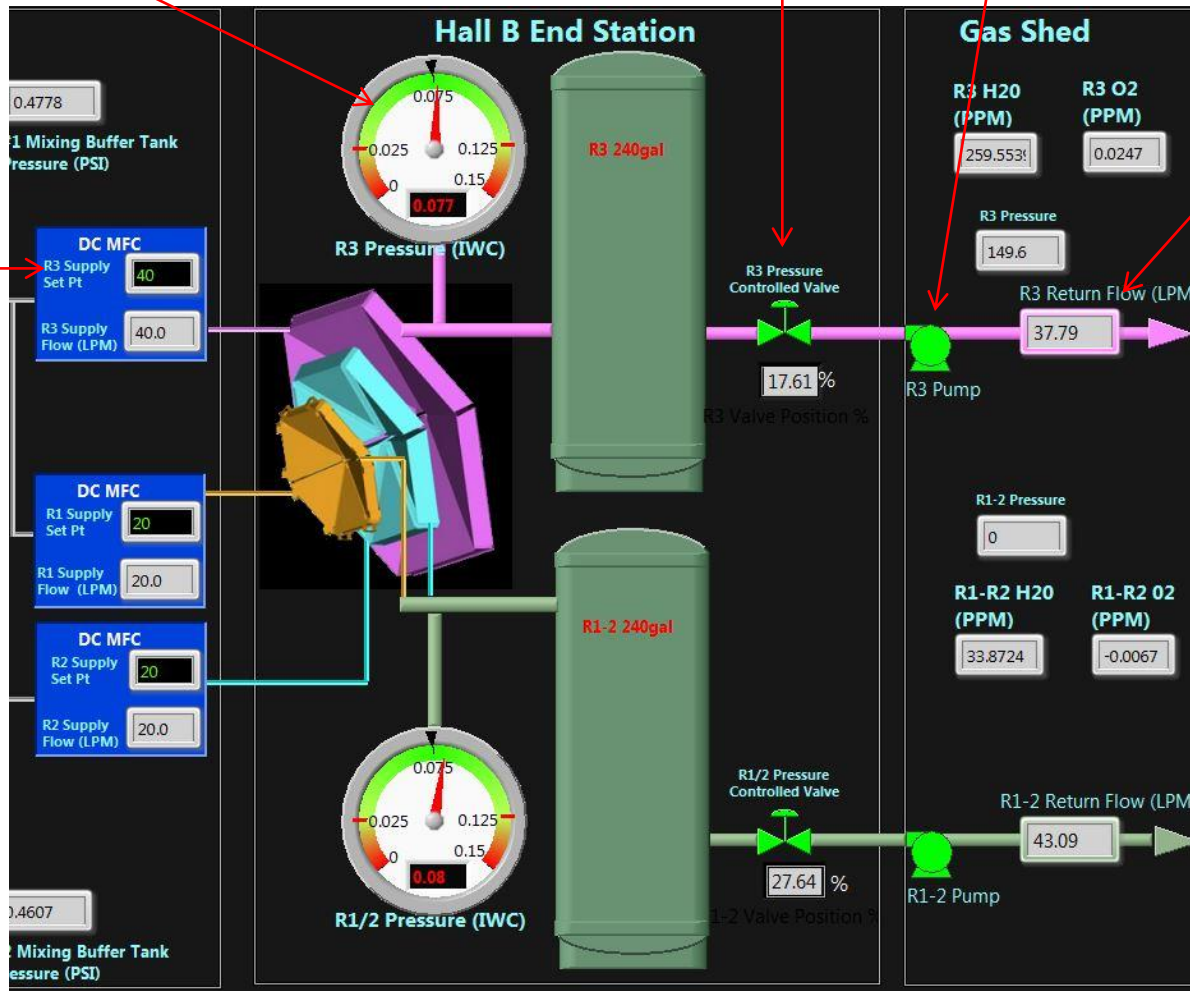 Hall B End Station
Gas Shed
0.4778
#1 Mixing Buffer Tank
Pressure (PSI)
DC MFC
R3 Supply
Set Pt
40
R3 Supply
Flow (LPM)
40.0
DC MFC
R1 Supply
Set Pt
20
R1 Supply
Flow (LPM)
20.0
DC MFC
R2 Supply
Set Pt
20
R2 Supply
Flow (LPM)
20.0
.4607
Mixing Buffer Tank
essure (PSI)
0.075
0.025
0.125
0
0.15
0.077
R3 Pressure (IWC)
R3 240gal
R3 Pressure
Controlled Valve
17.61 %
R3 Valve Position %
R1-2 240gal
0.075
0.025
0.125
0
0.15
0.08
R1/2 Pressure (IWC)
R1/2 Pressure
Controlled Valve
27.64 %
1-2 Valve Position %
R3 H20
(PPM)
259.553
R3 O2
(PPM)
0.0247
R3 Pressure
149.6
R3 Return Flow (LPM
37.79
R3 Pump
R1-2 Pressure
0
R1-R2 H20
(PPM)
33.8724
R1-R2 02
(PPM)
-0.0067
R1-2 Return Flow (LPM
43.09
R1-2 Pump